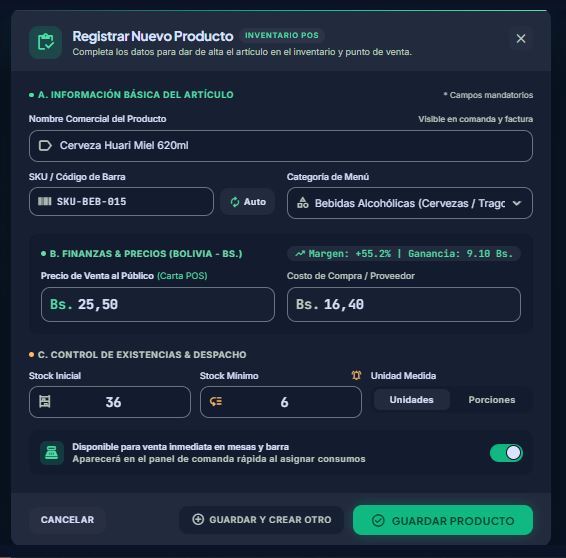 Registrar Nuevo Producto INVENTARIO POS
Completa los datos para dar de alta el artículo en el inventario y punto de venta.
A. INFORMACIÓN BÁSICA DEL ARTÍCULO * Campos mandatorios
Nombre Comercial del Producto Visible en comanda y factura
Cerveza Huari Miel 620ml
SKU / Código de Barra Categoría de Menú
SKU-BEB-015 Auto Bebidas Alcohólicas (Cervezas / Trago
B. FINANZAS & PRECIOS (BOLIVIA - BS.) Margen: +55.2% | Ganancia: 9.10 Bs.
Precio de Venta al Público (Carta POS) Costo de Compra / Proveedor
Bs. 25,50 Bs. 16,40
C. CONTROL DE EXISTENCIAS & DESPACHO
Stock Inicial Stock Mínimo Unidad Medida
36 6 Unidades Porciones
Disponible para venta inmediata en mesas y barra
Aparecerá en el panel de comanda rápida al asignar consumos
CANCELAR GUARDAR Y CREAR OTRO GUARDAR PRODUCTO